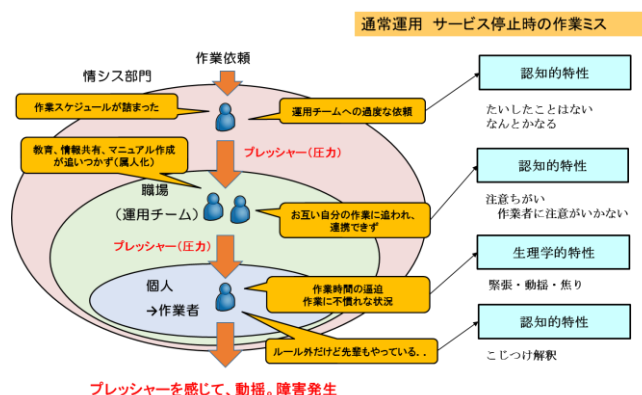 通常運用 サービス停止時の作業ミス
作業依頼
情シス部門
作業スケジュールが詰まった
運用チームへの過度な依頼
認知的特性
たいしたことはない
なんとかなる
教育、情報共有、マニュアル作成
が追いつかず(属人化)
プレッシャー(圧力)
職場
(運用チーム)
お互い自分の作業に追われ、
連携できず
認知的特性
注意ちがい
作業者に注意がいかない
プレッシャー(圧力)
個人
→作業者
作業時間の逼迫
作業に不慣れな状況
生理学的特性
緊張・動揺・焦り
ルール外だけど先輩もやっている．．
認知的特性
こじつけ解釈
プレッシャーを感じて、動揺。障害発生